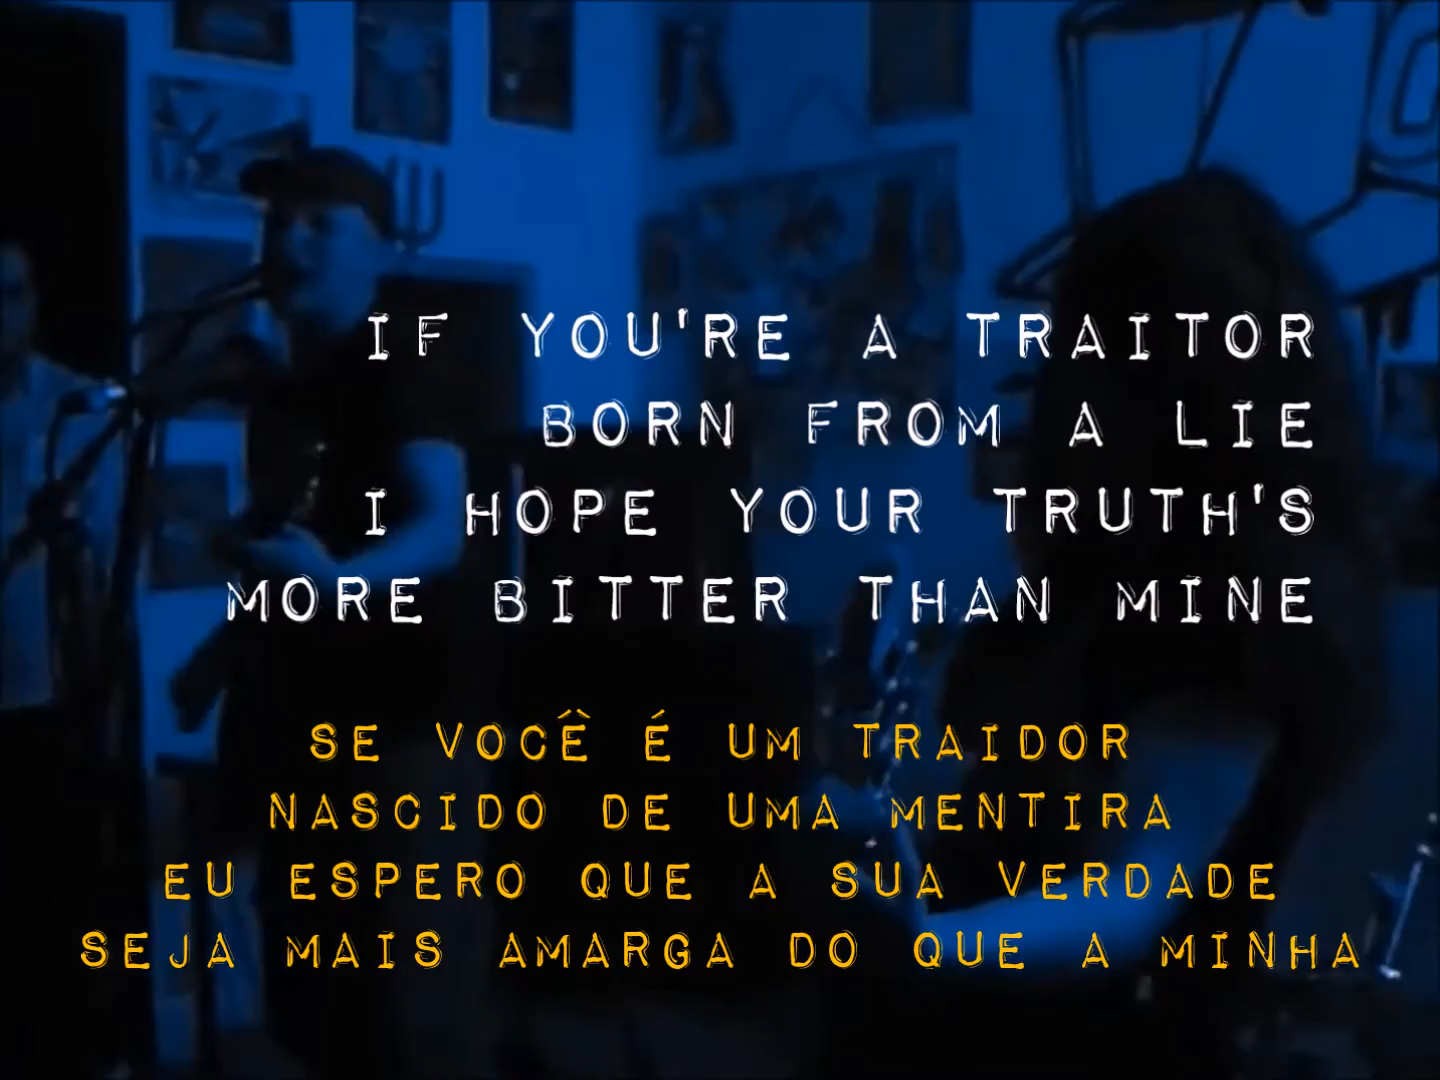 IF YOU'RE A TRAITOR
BORN FROM A LIE
I HOPE YOUR TRUTH'S
MORE BITTER THAN MINE
SE VOCÊ É UM TRAIDOR
NASCIDO DE UMA MENTIRA
EU ESPERO QUE A SUA VERDADE
SEJA MAIS AMARGA DO QUE A MINHA